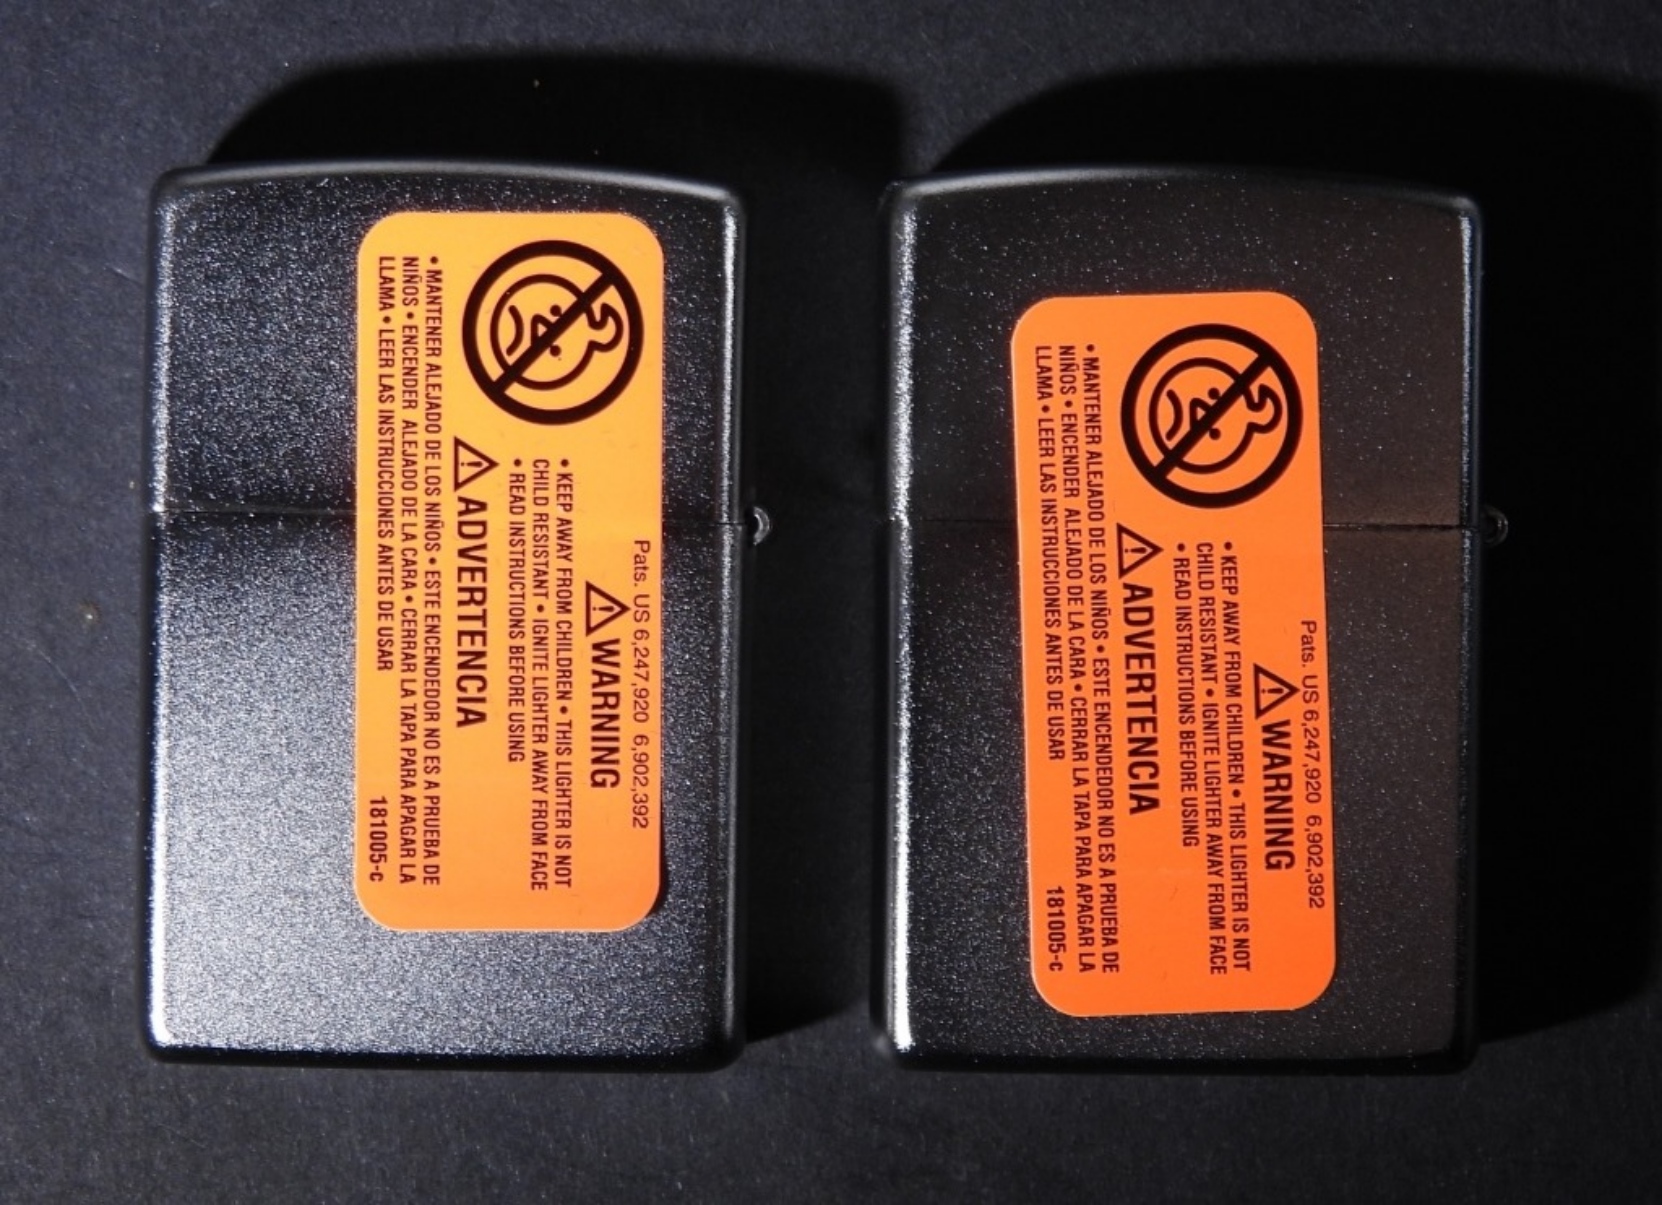 Pats. US 6,247,920 6,902,392
⚠WARNING
• KEEP AWAY FROM CHILDREN • THIS LIGHTER IS NOT
CHILD RESISTANT • IGNITE LIGHTER AWAY FROM FACE
• READ INSTRUCTIONS BEFORE USING
⚠ADVERTENCIA
• MANTENER ALEJADO DE LOS NIÑOS • ESTE ENCENDEDOR NO ES A PRUEBA DE
NIÑOS • ENCENDER ALEJADO DE LA CARA • CERRAR LA TAPA PARA APAGAR LA
LLAMA • LEER LAS INSTRUCCIONES ANTES DE USAR
181005-c
Pats. US 6,247,920 6,902,392
⚠WARNING
• KEEP AWAY FROM CHILDREN • THIS LIGHTER IS NOT
CHILD RESISTANT • IGNITE LIGHTER AWAY FROM FACE
• READ INSTRUCTIONS BEFORE USING
⚠ADVERTENCIA
• MANTENER ALEJADO DE LOS NIÑOS • ESTE ENCENDEDOR NO ES A PRUEBA DE
NIÑOS • ENCENDER ALEJADO DE LA CARA • CERRAR LA TAPA PARA APAGAR LA
LLAMA • LEER LAS INSTRUCCIONES ANTES DE USAR
181005-c